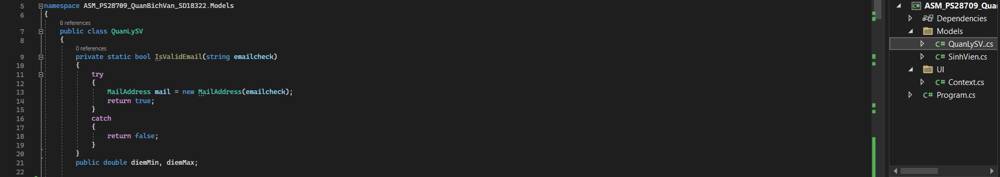 5 namespace ASM_PS28709_QuanBichVan_SD18322.Models
6 {
8 references
7 public class QuanLySV
8 {
0 references
9 private static bool IsValidEmail(string emailcheck)
10 {
11 try
12 {
13 MailAddress mail = new MailAddress(emailcheck);
14 return true;
15 }
16 catch
17 {
18 return false;
19 }
20 }
21 public double diemMin, diemMax;
22
C# ASM_PS28709_Qua
Dependencies
Models
C# QuanLySV..cs
C# SinhVien.cs
UI
C# Context.cs
C# Program.cs